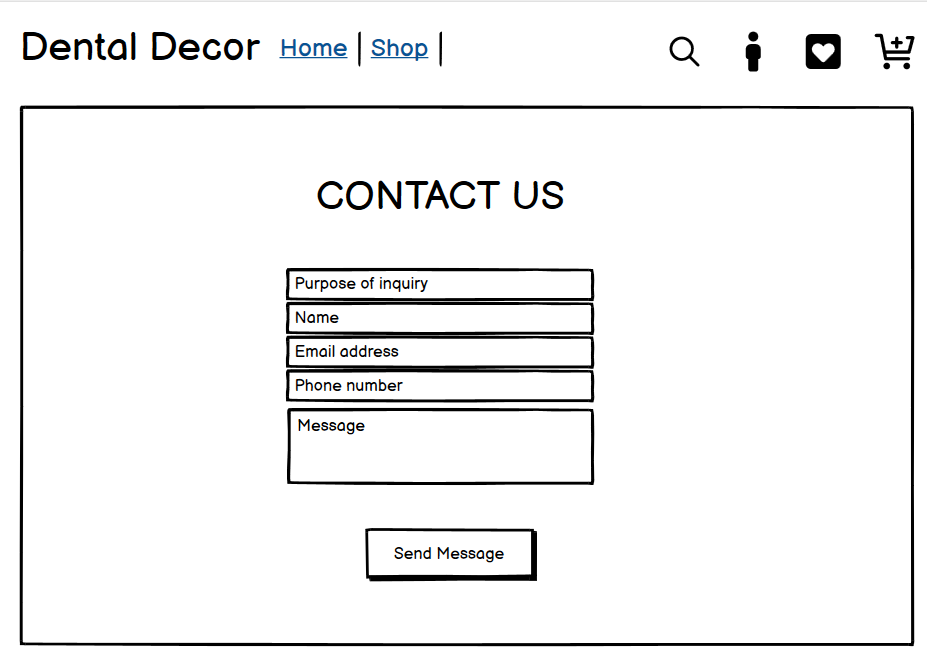 Dental Decor Home | Shop |
CONTACT US
Purpose of inquiry
Name
Email address
Phone number
Message
Send Message